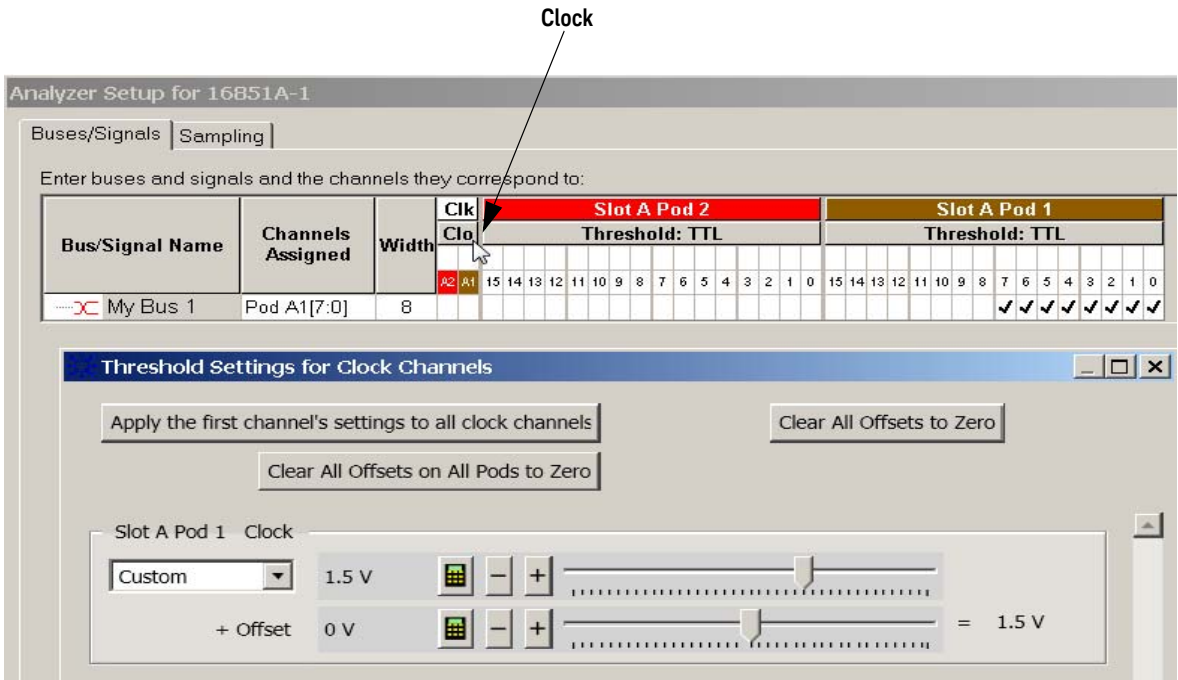 Clock
Analyzer Setup for 16851A-1
Buses/Signals Sampling
Enter buses and signals and the channels they correspond to:
Bus/Signal Name Channels Assigned Width Clk Slot A Pod 2 Slot A Pod 1
Clo Threshold: TTL Threshold: TTL
A2 A1 15 14 13 12 11 10 9 8 7 6 5 4 3 2 1 0 15 14 13 12 11 10 9 8 7 6 5 4 3 2 1 0
My Bus 1 Pod A1[7:0] 8 ✓ ✓ ✓ ✓ ✓ ✓ ✓ ✓
Threshold Settings for Clock Channels
Apply the first channel's settings to all clock channels Clear All Offsets to Zero
Clear All Offsets on All Pods to Zero
Slot A Pod 1 Clock
Custom 1.5 V − +
+ Offset 0 V − + = 1.5 V